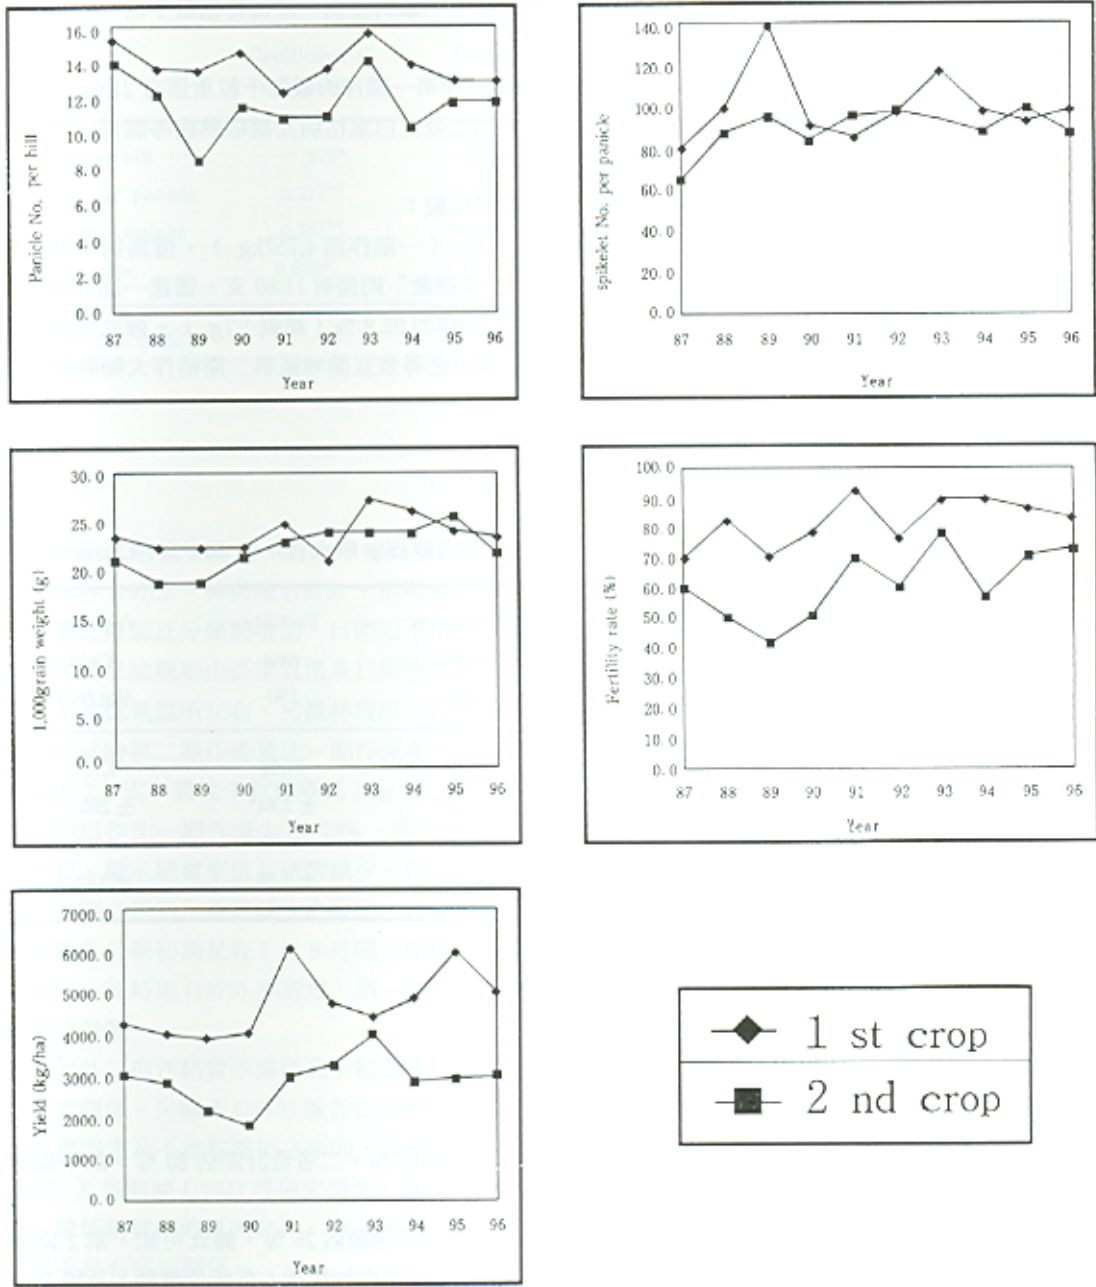 Panicle No. per hill
16.0
14.0
12.0
10.0
8.0
6.0
4.0
2.0
0.0
87 88 89 90 91 92 93 94 95 96
Year
spikelet No. per panicle
140.0
120.0
100.0
80.0
60.0
40.0
20.0
0.0
87 88 89 90 91 92 93 94 95 96
Year
1,000grain weight (g)
30.0
25.0
20.0
15.0
10.0
5.0
0.0
87 88 89 90 91 92 93 94 95 96
Year
Fertility rate (%)
100.0
90.0
80.0
70.0
60.0
50.0
40.0
30.0
20.0
10.0
0.0
87 88 89 90 91 92 93 94 95 96
Year
Yield (kg/ha)
7000.0
6000.0
5000.0
4000.0
3000.0
2000.0
1000.0
0.0
87 88 89 90 91 92 93 94 95 96
Year
1 st crop
2 nd crop